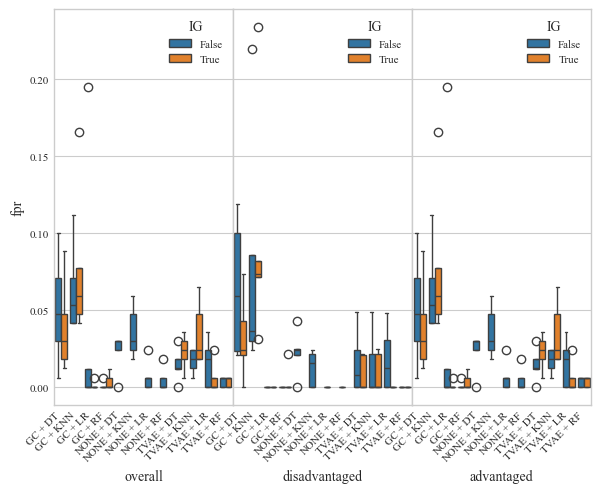 IG
False
True
IG
False
True
IG
False
True
fpr
0.20
0.15
0.10
0.05
0.00
GC + DT
GC + KNN
GC + LR
GC + RF
NONE + DT
NONE + KNN
NONE + LR
NONE + RF
TVAE + DT
TVAE + KNN
TVAE + LR
TVAE + RF
GC + DT
GC + KNN
GC + LR
GC + RF
NONE + DT
NONE + KNN
NONE + LR
NONE + RF
TVAE + DT
TVAE + KNN
TVAE + LR
TVAE + RF
GC + DT
GC + KNN
GC + LR
GC + RF
NONE + DT
NONE + KNN
NONE + LR
NONE + RF
TVAE + DT
TVAE + KNN
TVAE + LR
TVAE + RF
overall
disadvantaged
advantaged